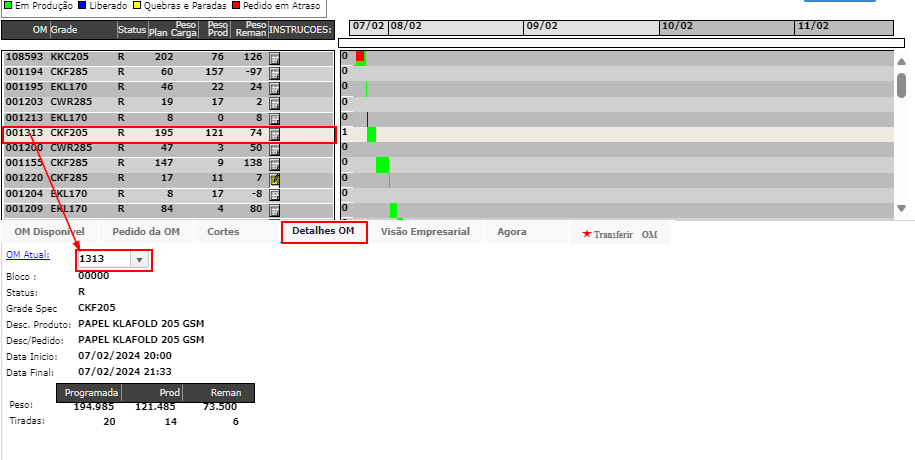 Em Produção Liberado Quebras e Paradas Pedido em Atraso
OM Grade Status Peso Plan Peso Carga Peso Prod Peso Reman INSTRUCOES: 07/02 08/02 09/02 10/02 11/02
108593 KKC205 R 202 76 126 0
001194 CKF285 R 60 157 -97 0
001195 EKL170 R 46 22 24 0
001203 CWR285 R 19 17 2 0
001213 EKL170 R 8 0 8 0
001313 CKF205 R 195 121 74 1
001200 CWR285 R 47 3 50 0
001155 CKF285 R 147 9 138 0
001220 CKF285 R 17 11 7 0
001204 EKL170 R 8 17 -8 0
001209 EKL170 R 84 4 80 0
OM Disponível Pedido da OM Cortes Detalhes OM Visão Empresarial Agora Transferir OM
OM Atual: 1313
Bloco : 00000
Status: R
Grade Spec CKF205
Desc. Produto: PAPEL KLAFOLD 205 GSM
Desc/Pedido: PAPEL KLAFOLD 205 GSM
Data Inicio: 07/02/2024 20:00
Data Final: 07/02/2024 21:33
Programada Prod Reman
Peso: 194.985 121.485 73.500
Tiradas: 20 14 6